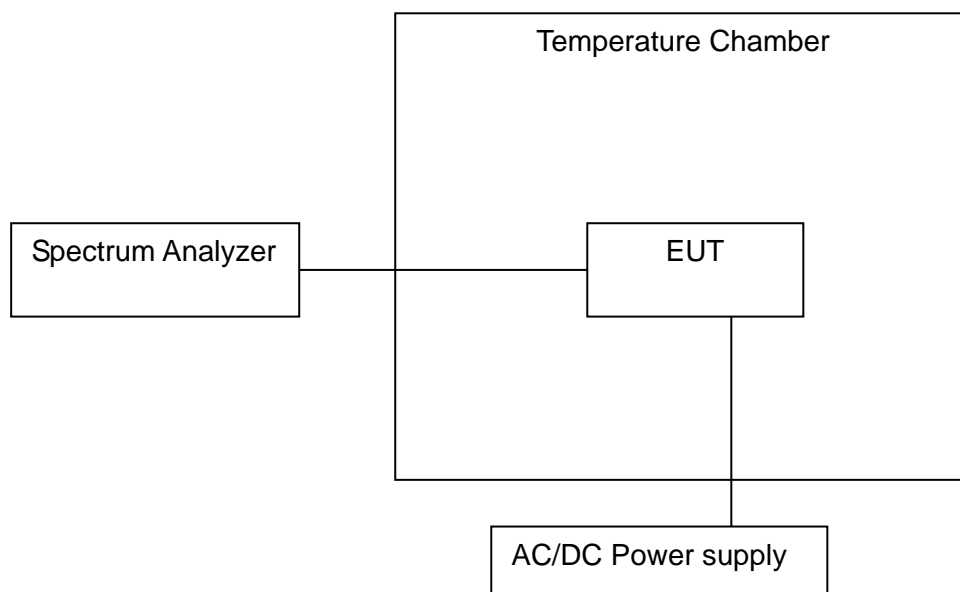 Temperature Chamber
Spectrum Analyzer
EUT
AC/DC Power supply